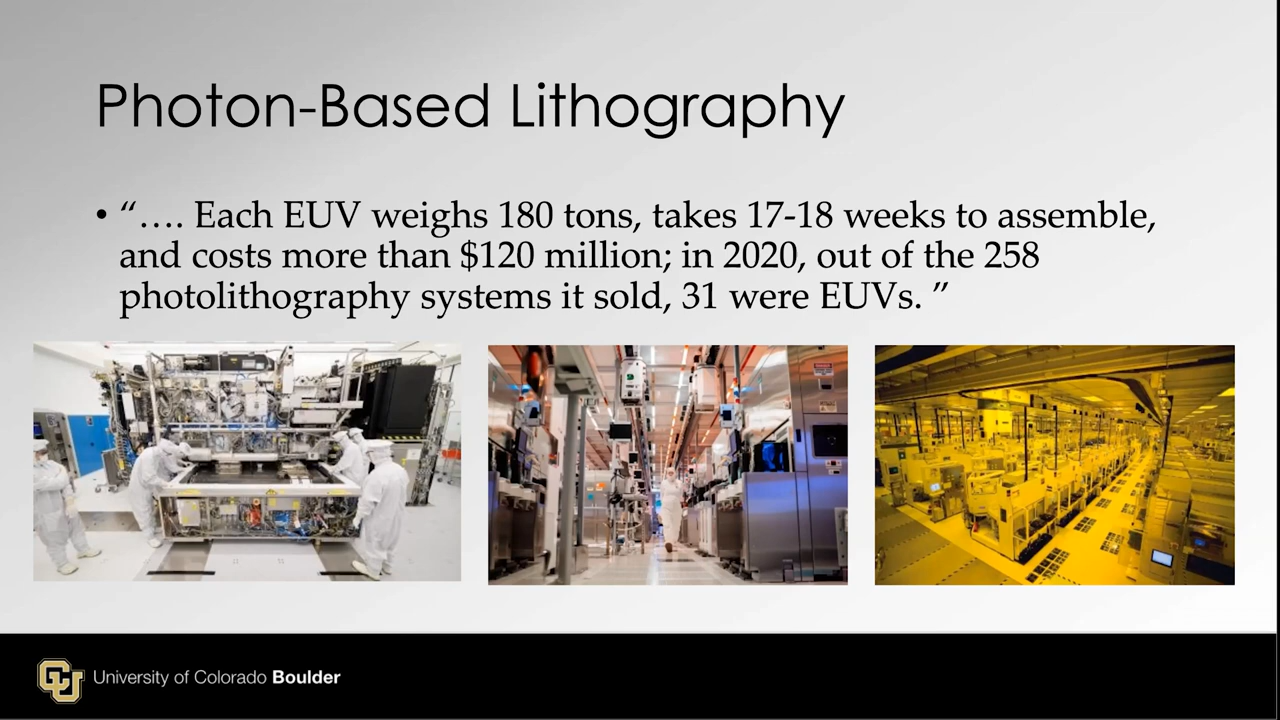 Photon-Based Lithography
• “…. Each EUV weighs 180 tons, takes 17-18 weeks to assemble,
and costs more than $120 million; in 2020, out of the 258
photolithography systems it sold, 31 were EUVs. ”
CU
University of Colorado Boulder